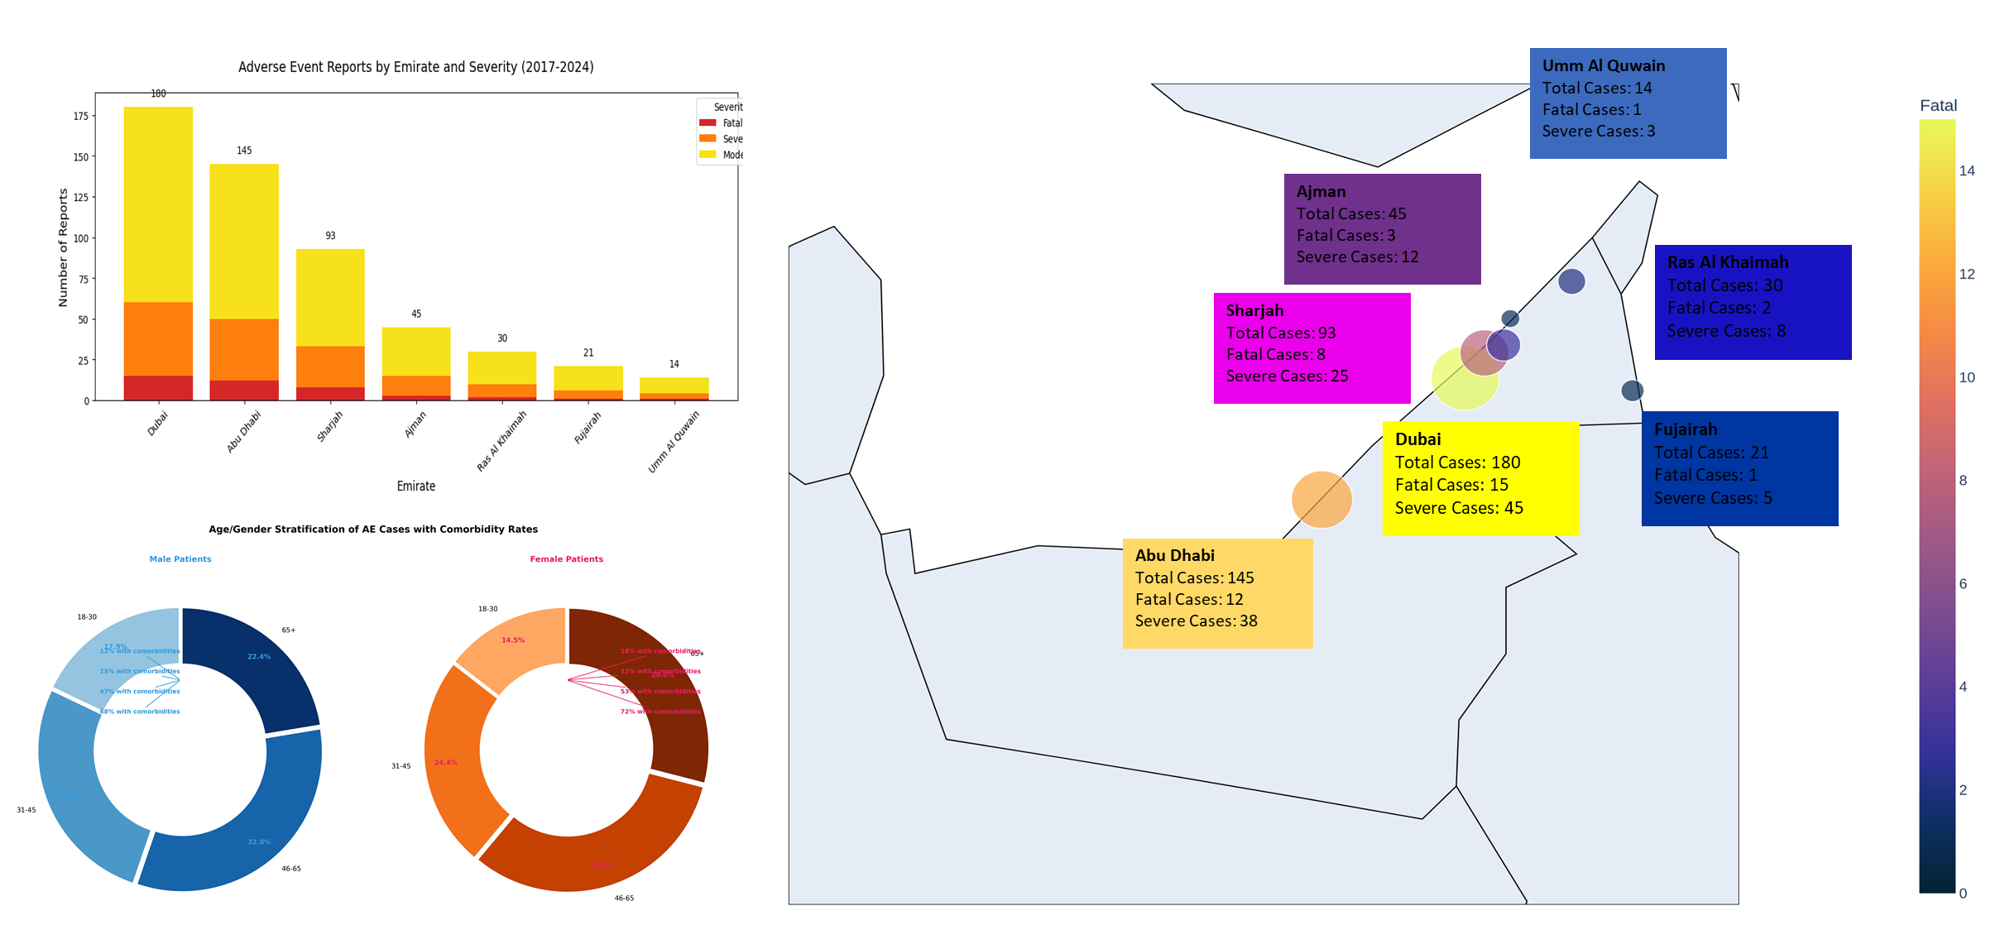 Adverse Event Reports by Emirate and Severity (2017-2024)
Number of Reports
175
150
125
100
75
50
25
0
180
145
93
45
30
21
14
Severit
Fatal
Seve
Mode
Dubai
Abu Dhabi
Sharjah
Ajman
Ras Al Khaimah
Fujairah
Umm Al Quwain
Emirate
Age/Gender Stratification of AE Cases with Comorbidity Rates
Male Patients
18-30
17.9%
12% with comorbidities
25% with comorbidities
47% with comorbidities
68% with comorbidities
65+
22.4%
31-45
32.8%
46-65
Female Patients
18-30
14.5%
18% with comorbidities
65+
32% with comorbidities
53% with comorbidities
72% with comorbidities
31-45
24.4%
46-65
Umm Al Quwain
Total Cases: 14
Fatal Cases: 1
Severe Cases: 3
Ajman
Total Cases: 45
Fatal Cases: 3
Severe Cases: 12
Ras Al Khaimah
Total Cases: 30
Fatal Cases: 2
Severe Cases: 8
Sharjah
Total Cases: 93
Fatal Cases: 8
Severe Cases: 25
Dubai
Total Cases: 180
Fatal Cases: 15
Severe Cases: 45
Fujairah
Total Cases: 21
Fatal Cases: 1
Severe Cases: 5
Abu Dhabi
Total Cases: 145
Fatal Cases: 12
Severe Cases: 38
Fatal
14
12
10
8
6
4
2
0